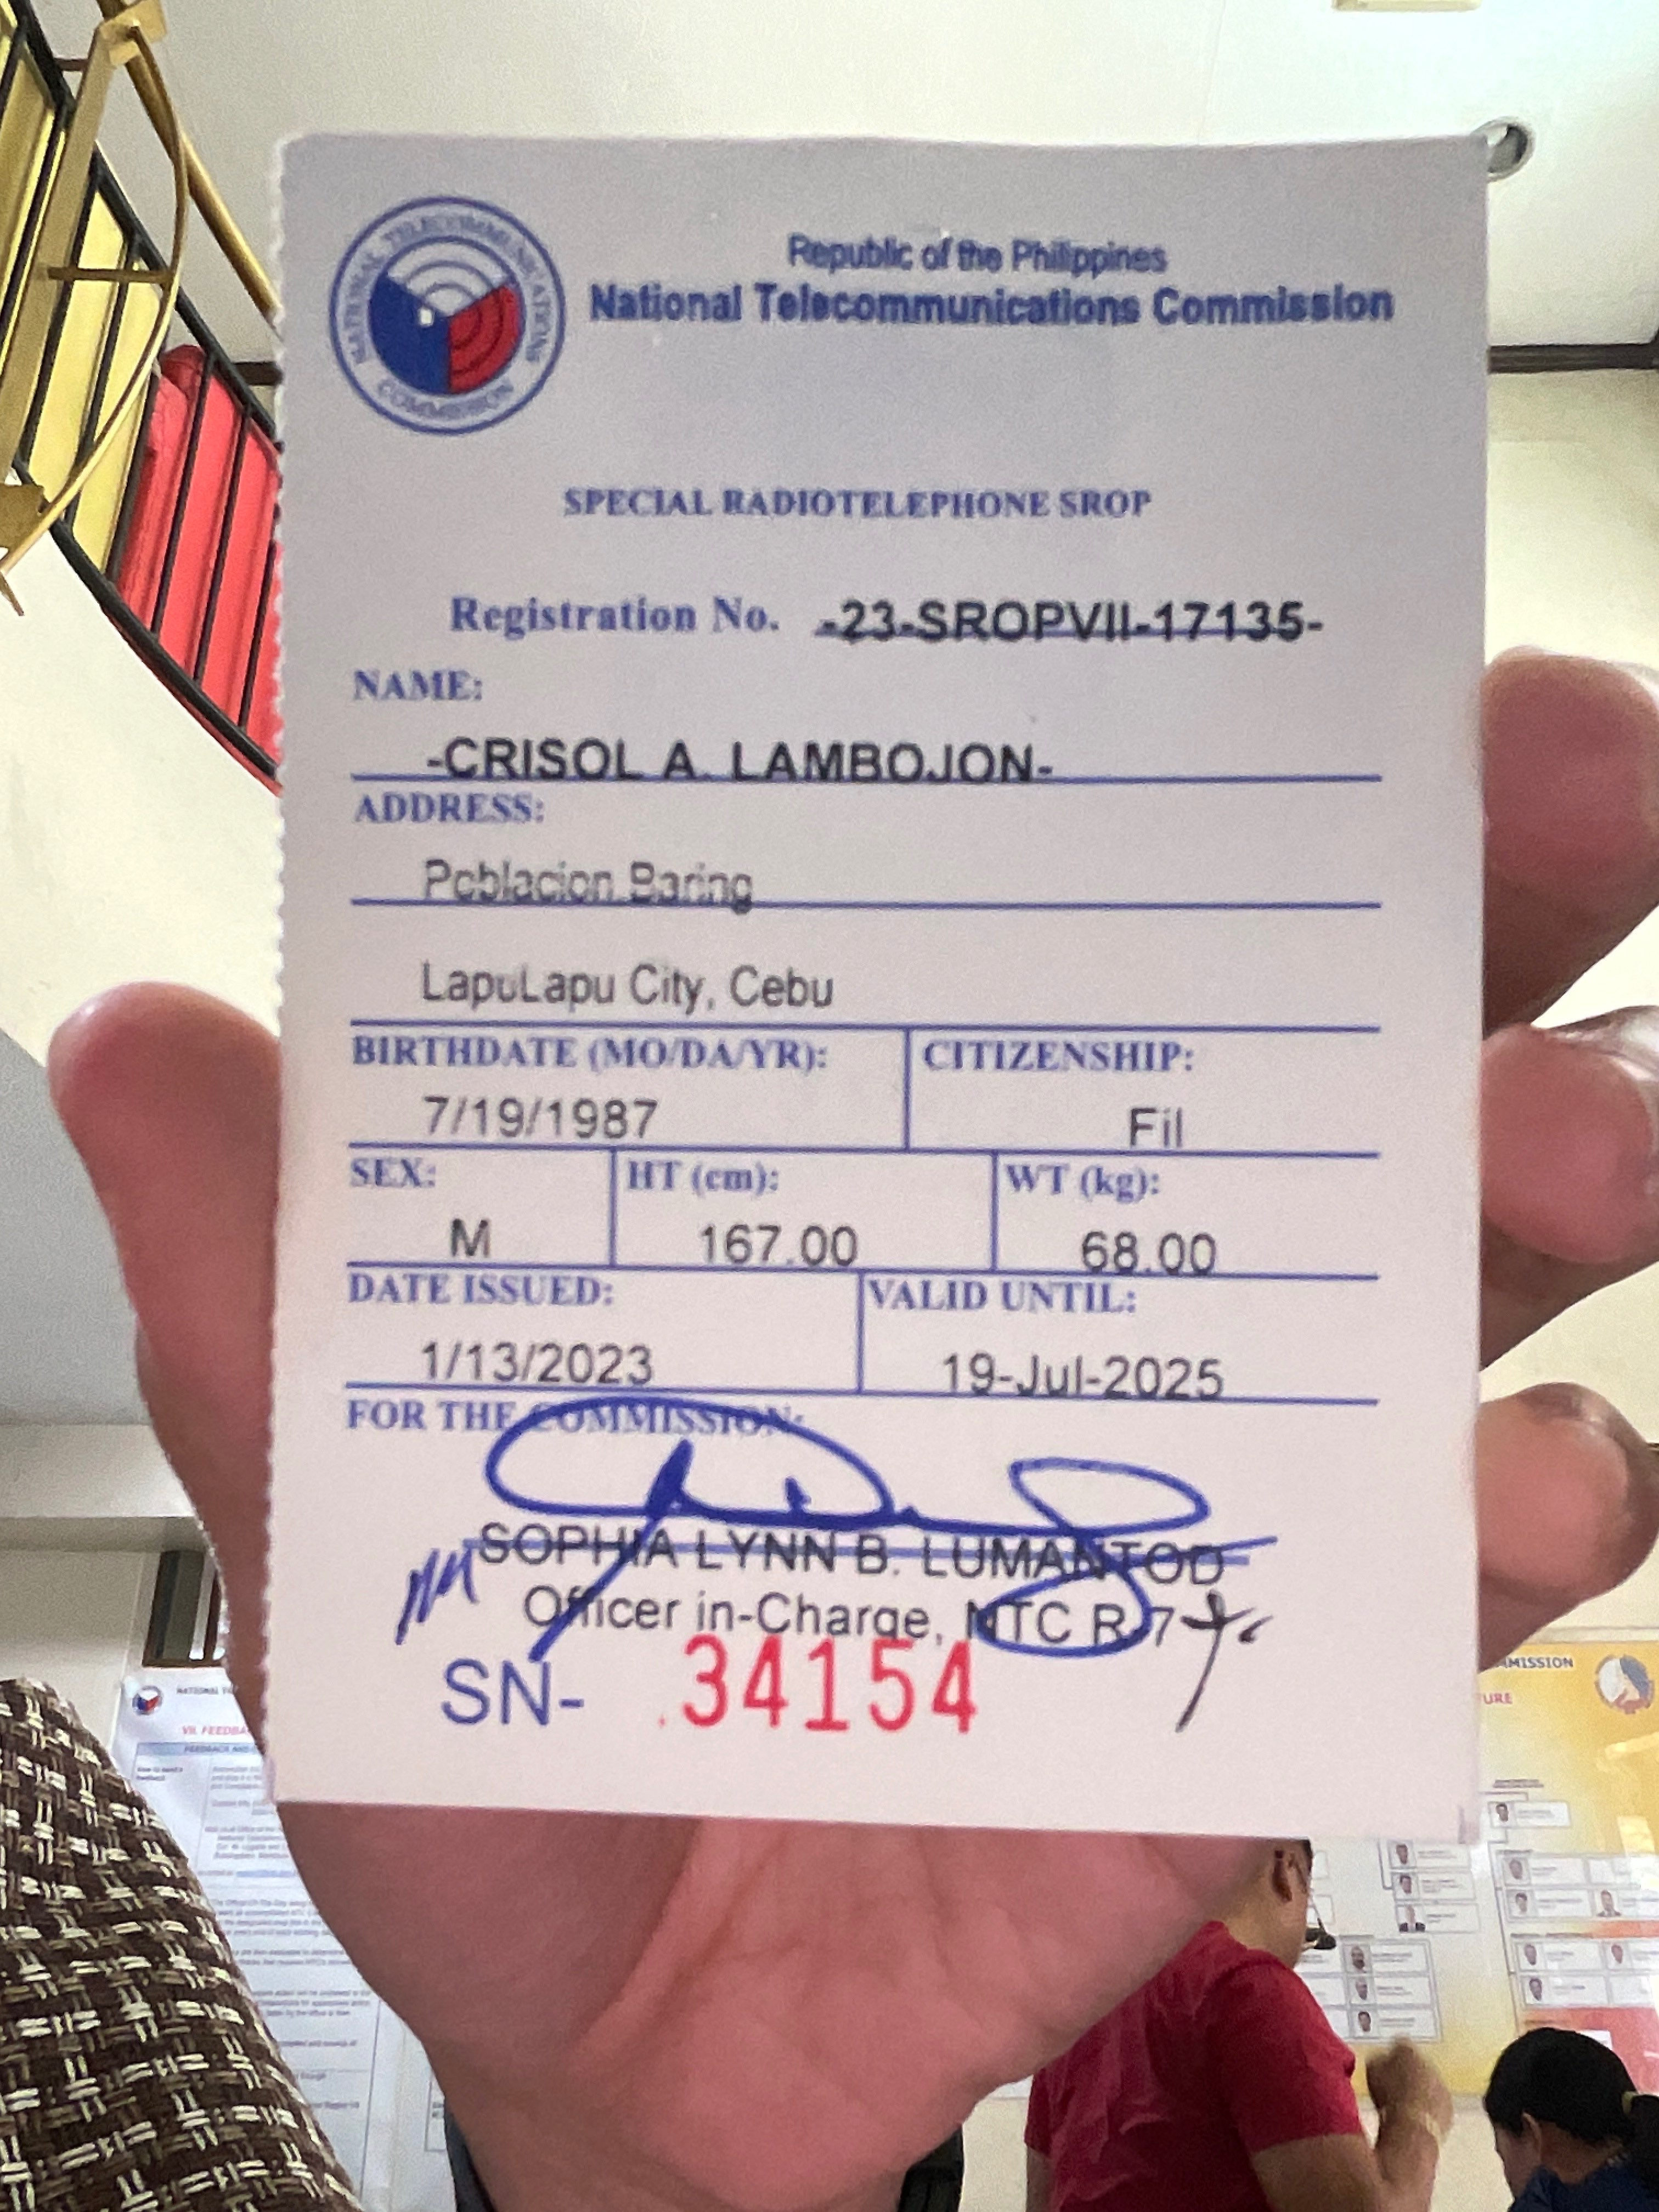 NATIONAL TELECOMMUNICATIONS COMMISSION
Republic of the Philippines
National Telecommunications Commission
SPECIAL RADIOTELEPHONE SROP
Registration No. -23-SROPVII-17135-
NAME:
-CRISOL A. LAMBOJON-
ADDRESS:
Poblacion Baring
LapuLapu City, Cebu
BIRTHDATE (MO/DA/YR): CITIZENSHIP:
7/19/1987 Fil
SEX: HT (cm): WT (kg):
M 167.00 68.00
DATE ISSUED: VALID UNTIL:
1/13/2023 19-Jul-2025
FOR THE COMMISSION:
SOPHIA LYNN B. LUMANTOD
Officer in-Charge, NTC R-7
SN- 34154